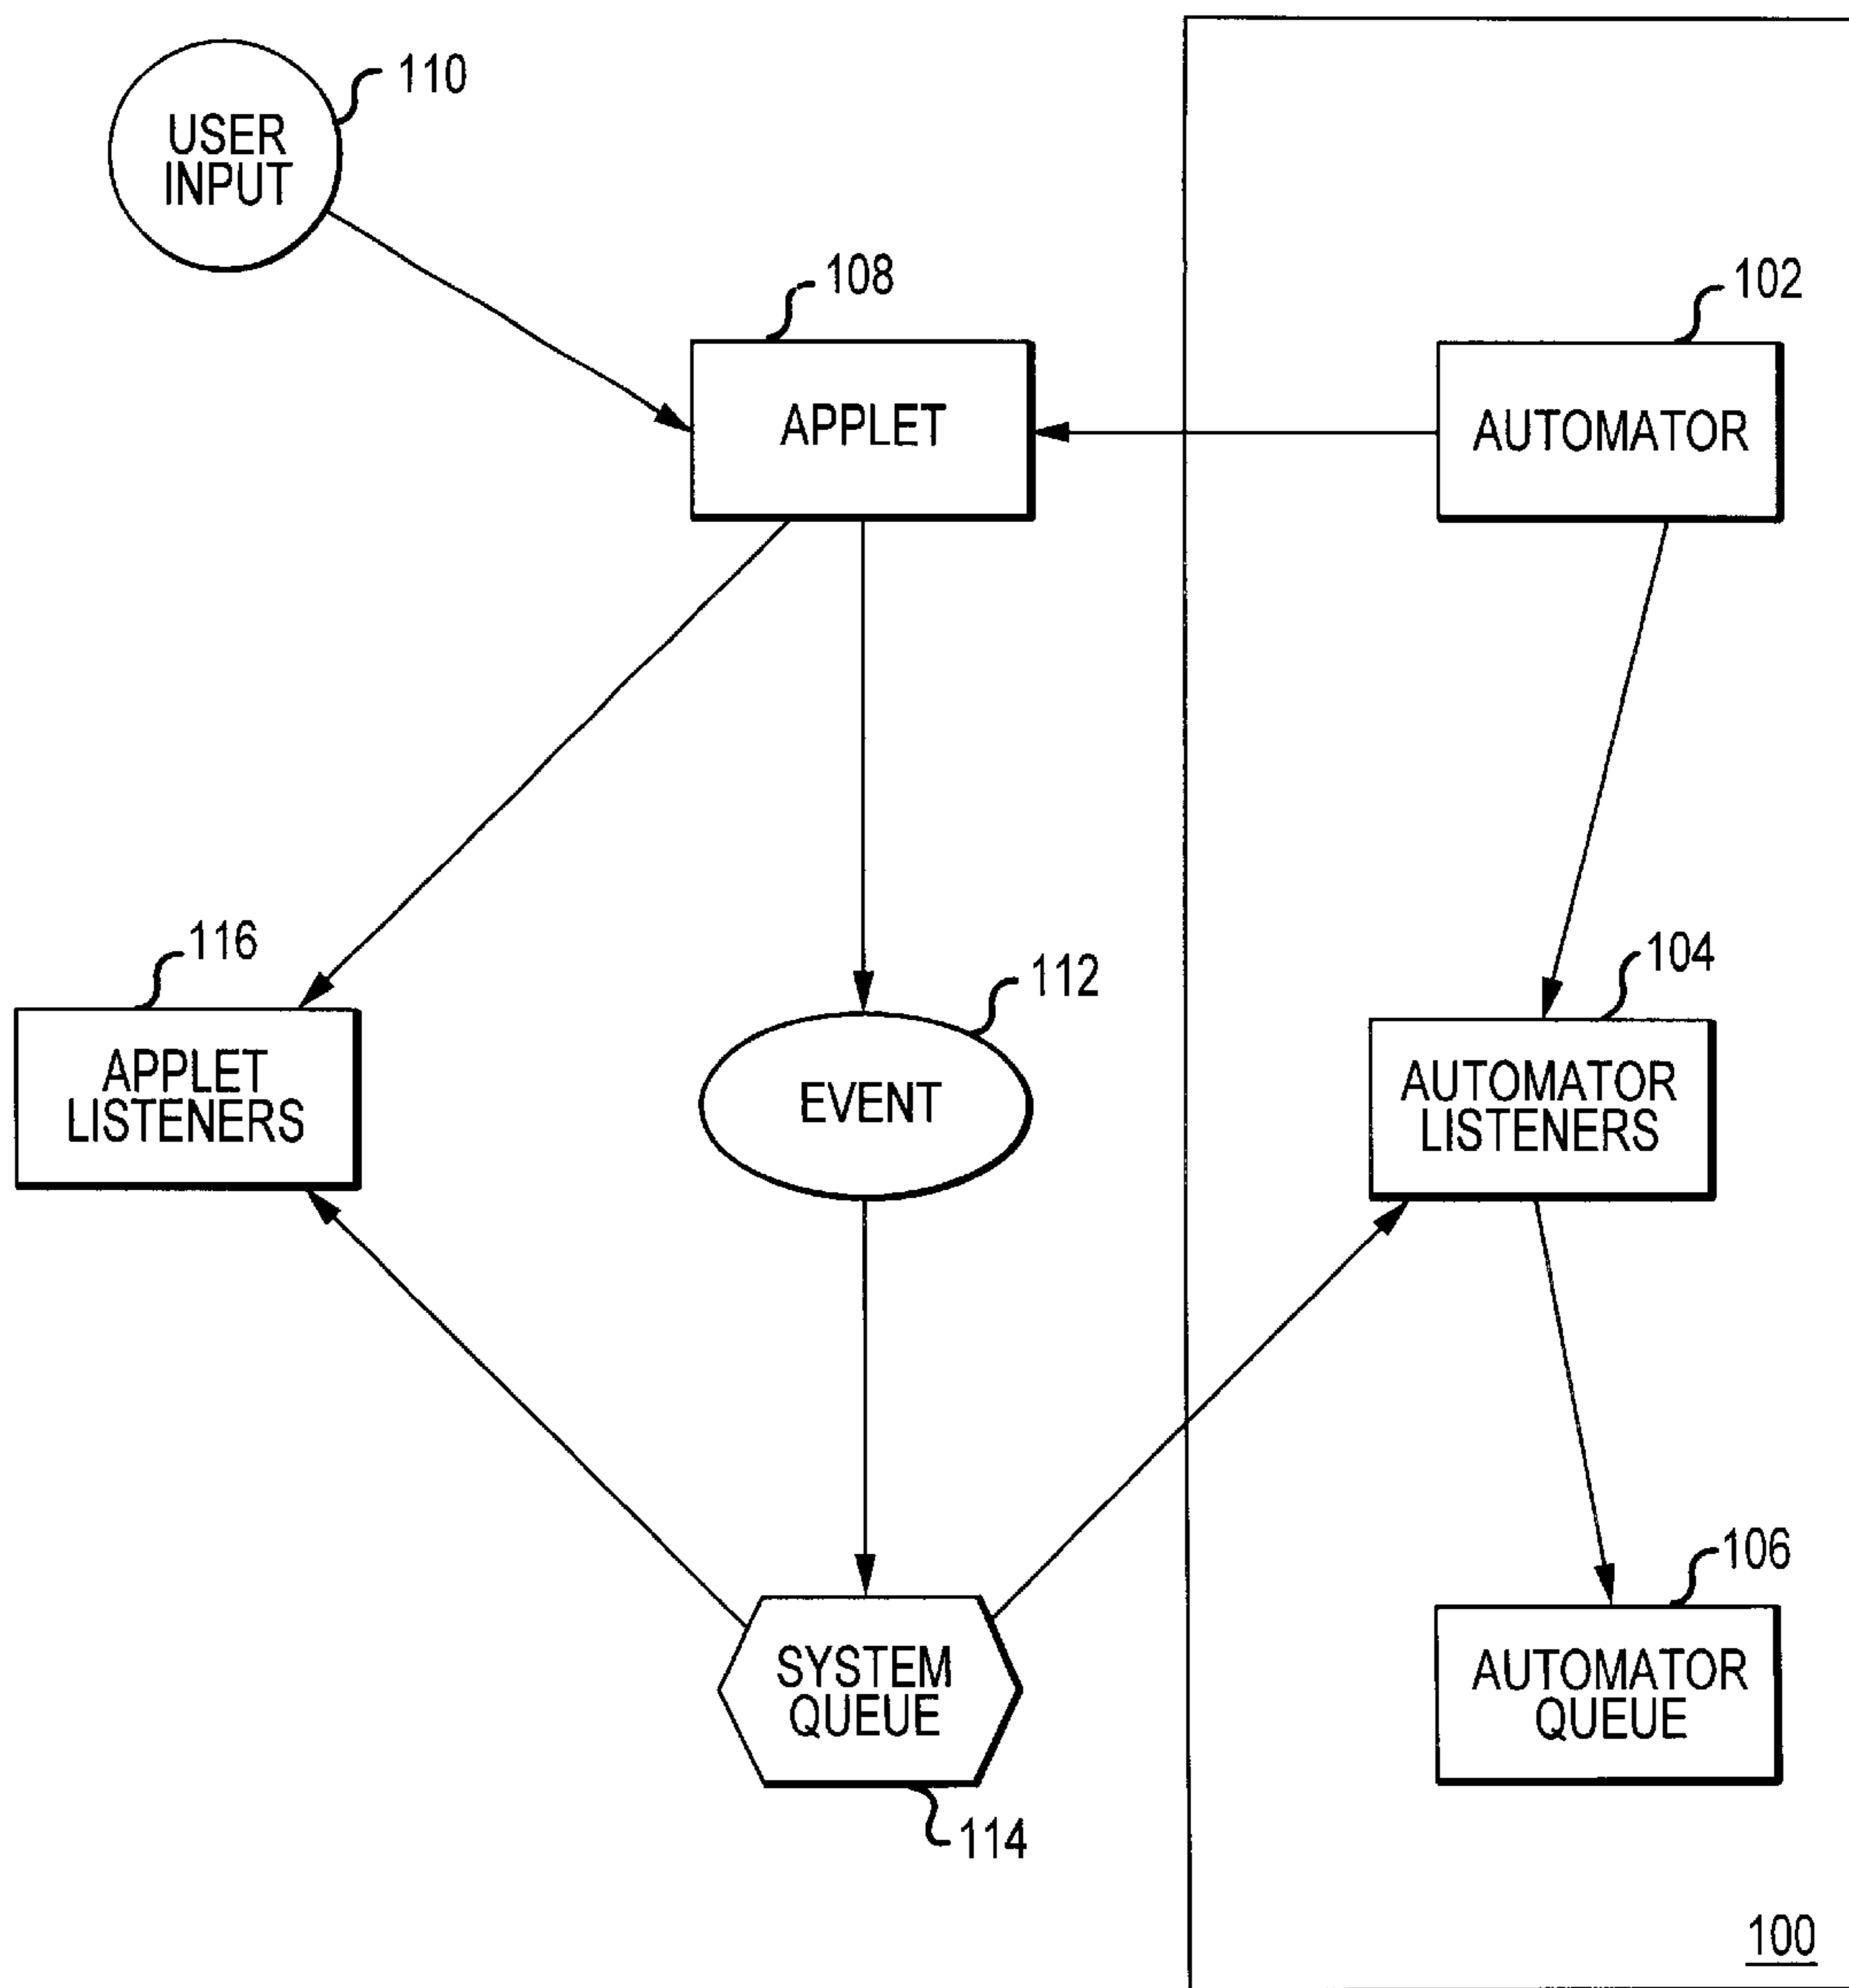 110
USER
INPUT
108
102
APPLET
AUTOMATOR
116
112
104
APPLET
LISTENERS
EVENT
AUTOMATOR
LISTENERS
106
SYSTEM
QUEUE
AUTOMATOR
QUEUE
114
100